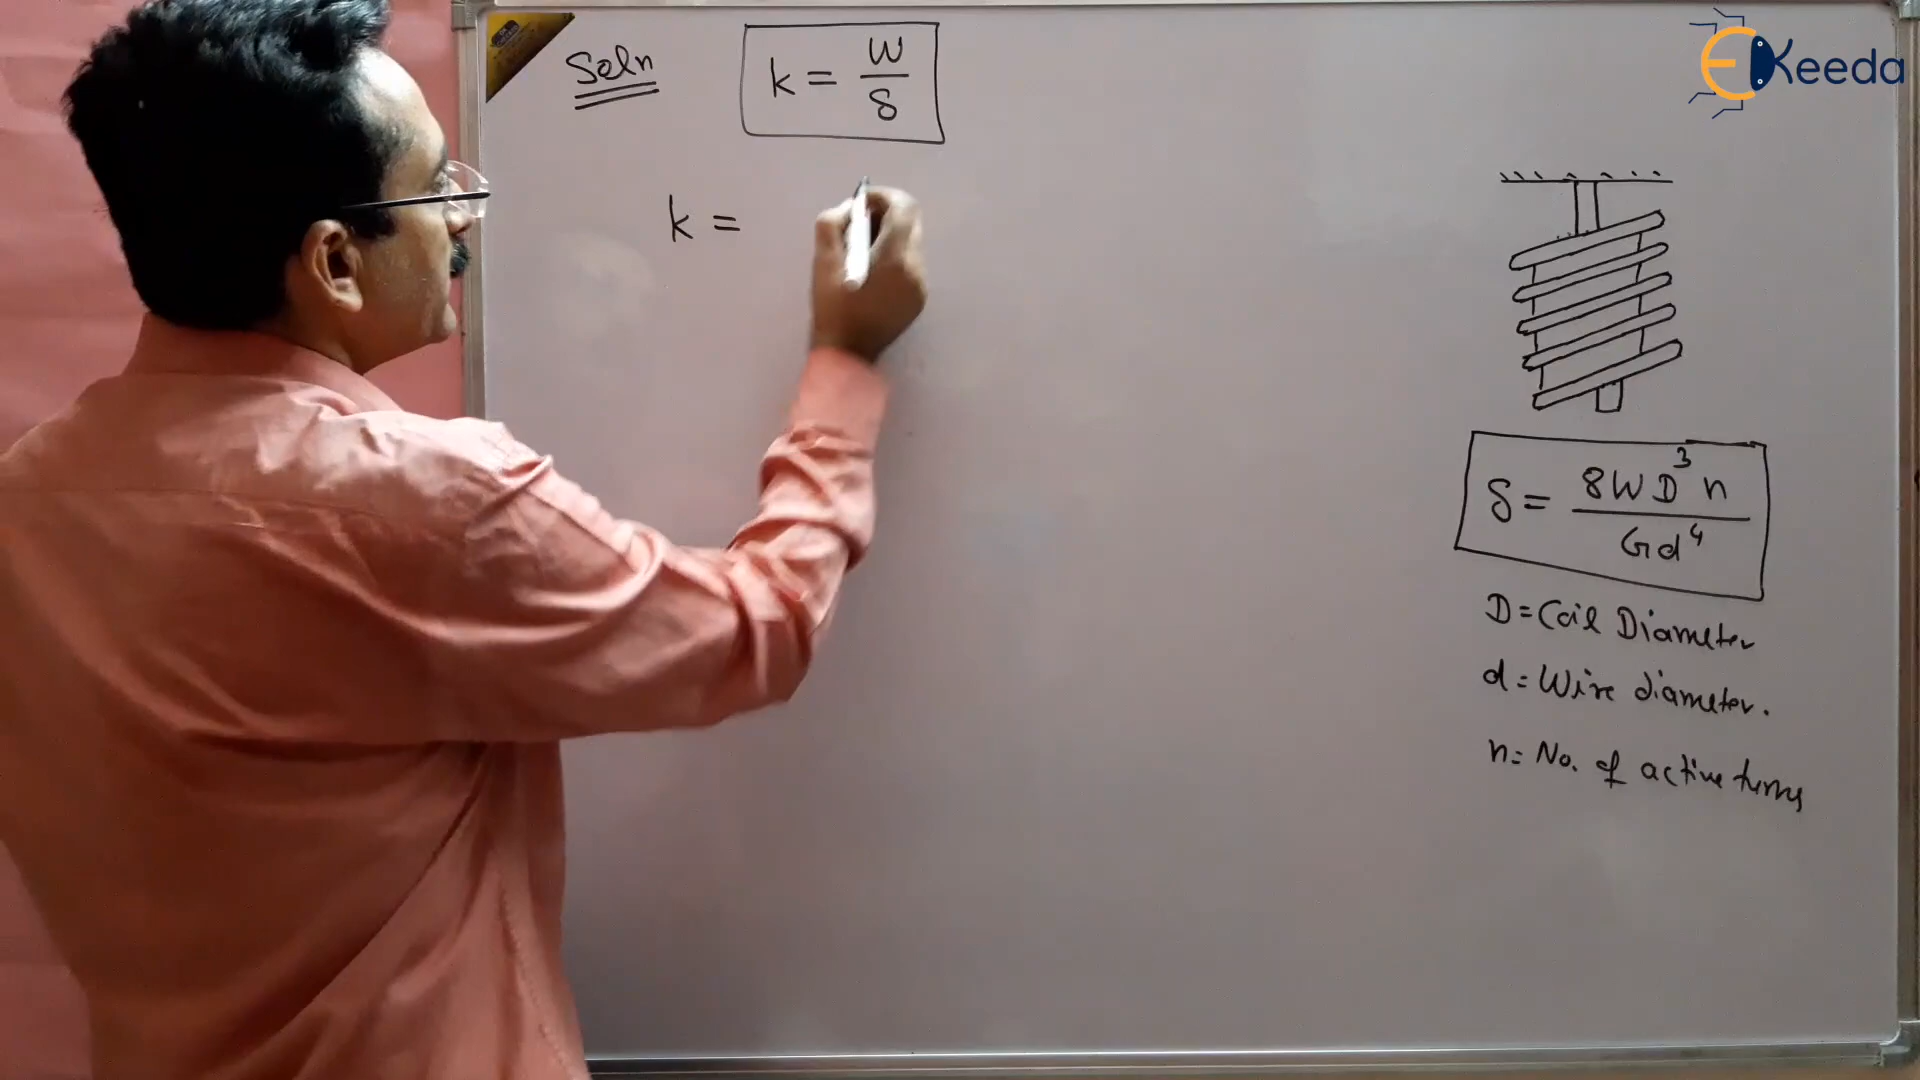 Soln
k = W/δ
k =
EKeeda
δ = 8WD³n/Gd⁴
D = Coil Diameter
d = Wire diameter.
n = No. of active turns